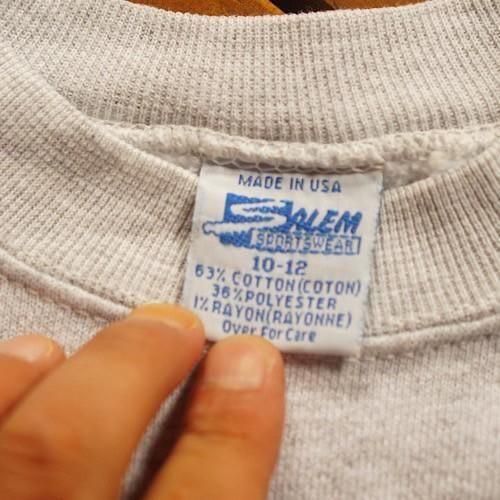 MADE IN USA
SALEM
SPORTSWEAR
10-12
63% COTTON(COTON)
36% POLYESTER
1% RAYON(RAYONNE)
Over For Care